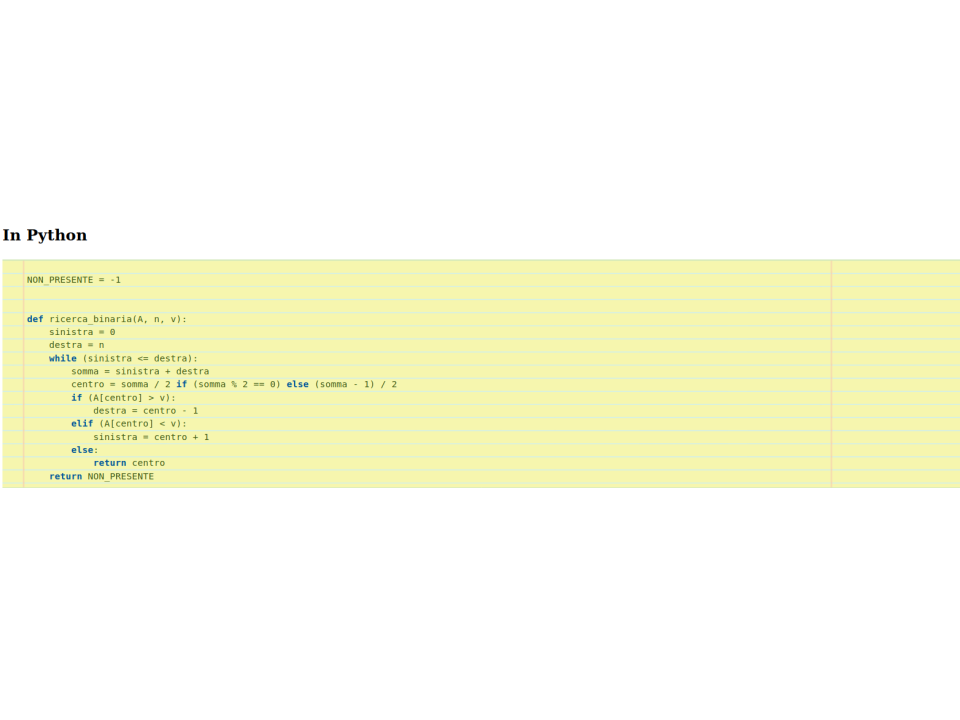 In Python
NON_PRESENTE = -1
def ricerca_binaria(A, n, v):
    sinistra = 0
    destra = n
    while (sinistra <= destra):
        somma = sinistra + destra
        centro = somma / 2 if (somma % 2 == 0) else (somma - 1) / 2
        if (A[centro] > v):
            destra = centro - 1
        elif (A[centro] < v):
            sinistra = centro + 1
        else:
            return centro
    return NON_PRESENTE